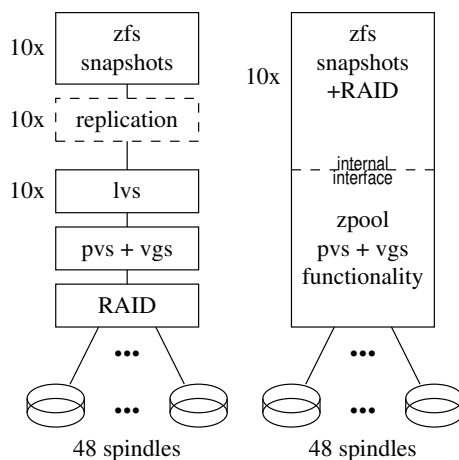 10x
zfs
snapshots
10x
replication
10x
lvs
pvs + vgs
RAID
•••
•••
48 spindles
10x
zfs
snapshots
+RAID
internal
interface
zpool
pvs + vgs
functionality
•••
•••
48 spindles